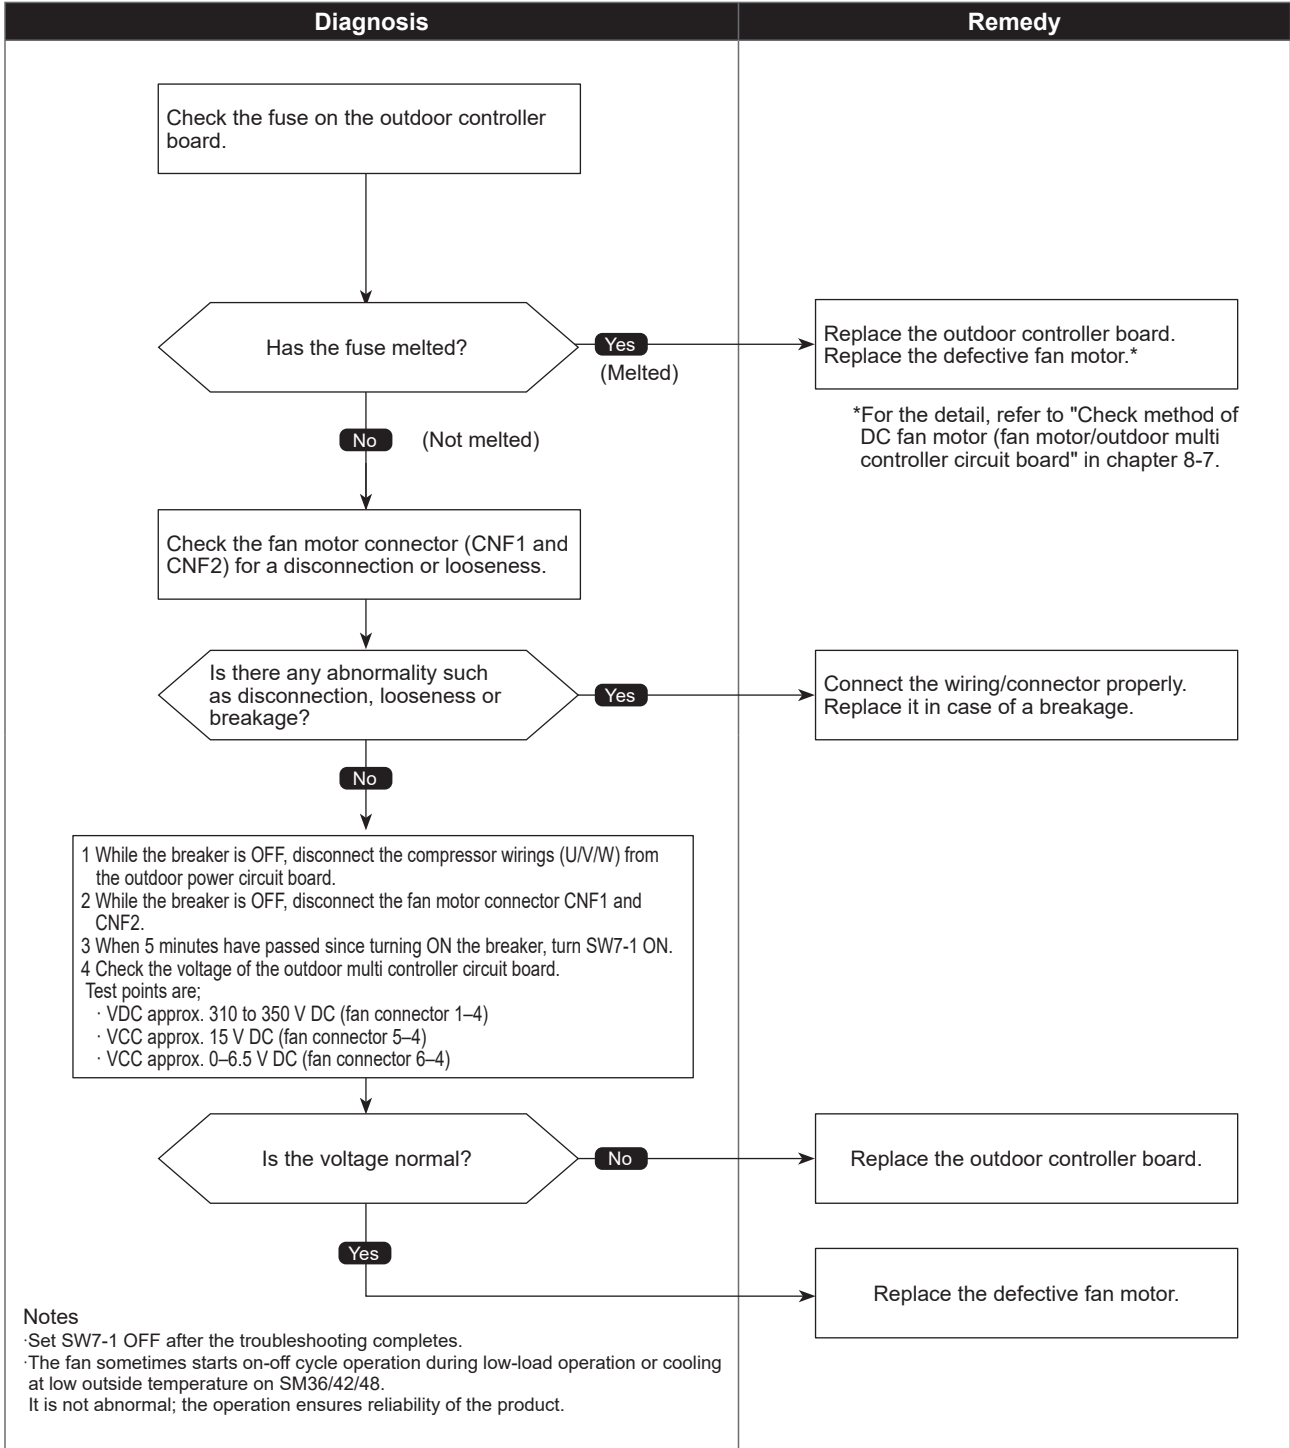 Diagnosis
Remedy
Check the fuse on the outdoor controller
board.
Has the fuse melted?
Yes
(Melted)
Replace the outdoor controller board.
Replace the defective fan motor.*
*For the detail, refer to "Check method of
DC fan motor (fan motor/outdoor multi
controller circuit board" in chapter 8-7.
No
(Not melted)
Check the fan motor connector (CNF1 and
CNF2) for a disconnection or looseness.
Is there any abnormality such
as disconnection, looseness or
breakage?
Yes
Connect the wiring/connector properly.
Replace it in case of a breakage.
No
1 While the breaker is OFF, disconnect the compressor wirings (U/V/W) from
the outdoor power circuit board.
2 While the breaker is OFF, disconnect the fan motor connector CNF1 and
CNF2.
3 When 5 minutes have passed since turning ON the breaker, turn SW7-1 ON.
4 Check the voltage of the outdoor multi controller circuit board.
Test points are;
· VDC approx. 310 to 350 V DC (fan connector 1–4)
· VCC approx. 15 V DC (fan connector 5–4)
· VCC approx. 0–6.5 V DC (fan connector 6–4)
Is the voltage normal?
No
Replace the outdoor controller board.
Yes
Replace the defective fan motor.
Notes
·Set SW7-1 OFF after the troubleshooting completes.
·The fan sometimes starts on-off cycle operation during low-load operation or cooling
at low outside temperature on SM36/42/48.
It is not abnormal; the operation ensures reliability of the product.